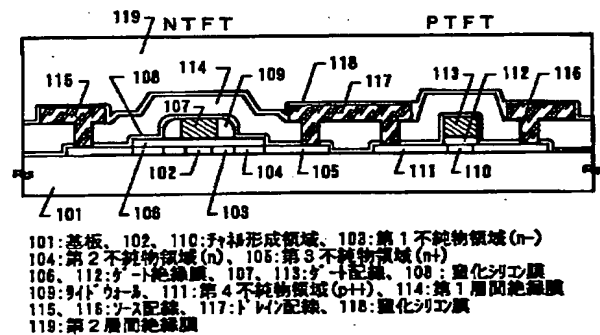 119 NTFT PTFT
108 114 109 118 113 112
115 107 117 116
102 104 105 111 110
101 106 103
101:基板、102、110:チャネル形成領域、103:第1不純物領域(n-)
104:第2不純物領域(n)、105:第3不純物領域(n+)
106、112:ゲート絶縁膜、107、113:ゲート配線、108:窒化シリコン膜
109:サイドウォール、111:第4不純物領域(p++)、114:第1層間絶縁膜
115、116:ソース配線、117:ドレイン配線、118:窒化シリコン膜
119:第2層間絶縁膜